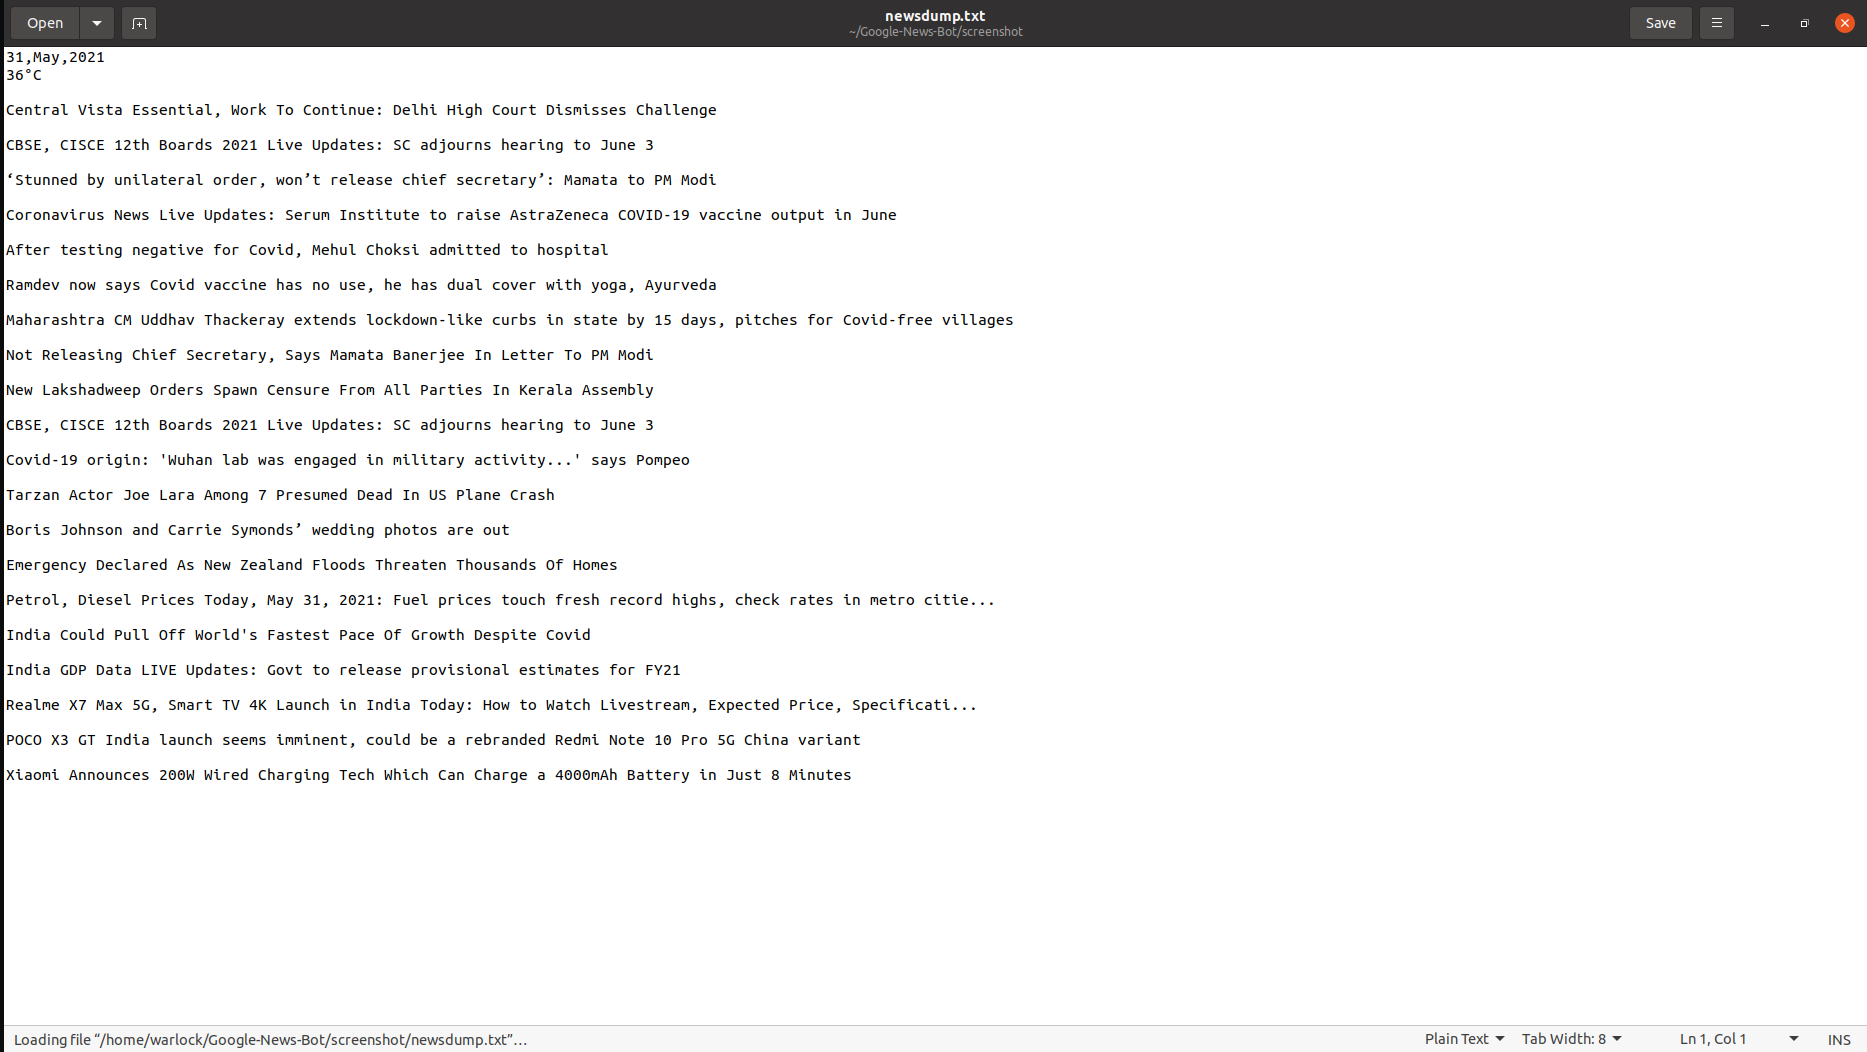 Open
newsdump.txt
~/Google-News-Bot/screenshot
Save
31,May,2021
36°C
Central Vista Essential, Work To Continue: Delhi High Court Dismisses Challenge
CBSE, CISCE 12th Boards 2021 Live Updates: SC adjourns hearing to June 3
‘Stunned by unilateral order, won’t release chief secretary’: Mamata to PM Modi
Coronavirus News Live Updates: Serum Institute to raise AstraZeneca COVID-19 vaccine output in June
After testing negative for Covid, Mehul Choksi admitted to hospital
Ramdev now says Covid vaccine has no use, he has dual cover with yoga, Ayurveda
Maharashtra CM Uddhav Thackeray extends lockdown-like curbs in state by 15 days, pitches for Covid-free villages
Not Releasing Chief Secretary, Says Mamata Banerjee In Letter To PM Modi
New Lakshadweep Orders Spawn Censure From All Parties In Kerala Assembly
CBSE, CISCE 12th Boards 2021 Live Updates: SC adjourns hearing to June 3
Covid-19 origin: 'Wuhan lab was engaged in military activity...' says Pompeo
Tarzan Actor Joe Lara Among 7 Presumed Dead In US Plane Crash
Boris Johnson and Carrie Symonds’ wedding photos are out
Emergency Declared As New Zealand Floods Threaten Thousands Of Homes
Petrol, Diesel Prices Today, May 31, 2021: Fuel prices touch fresh record highs, check rates in metro citie...
India Could Pull Off World's Fastest Pace Of Growth Despite Covid
India GDP Data LIVE Updates: Govt to release provisional estimates for FY21
Realme X7 Max 5G, Smart TV 4K Launch in India Today: How to Watch Livestream, Expected Price, Specificati...
POCO X3 GT India launch seems imminent, could be a rebranded Redmi Note 10 Pro 5G China variant
Xiaomi Announces 200W Wired Charging Tech Which Can Charge a 4000mAh Battery in Just 8 Minutes
Loading file “/home/warlock/Google-News-Bot/screenshot/newsdump.txt”… Plain Text Tab Width: 8 Ln 1, Col 1 INS